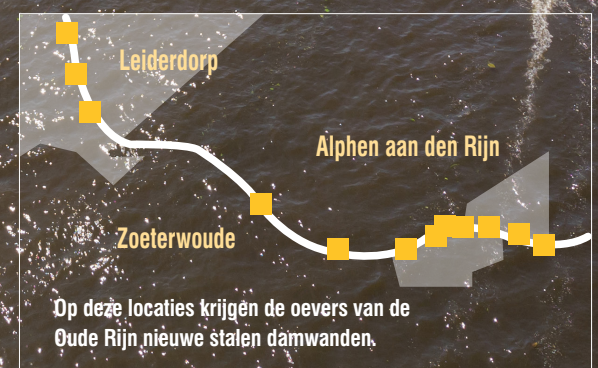 Leiderdorp
Alphen aan den Rijn
Zoeterwoude
Op deze locaties krijgen de oevers van de
Oude Rijn nieuwe stalen damwanden.